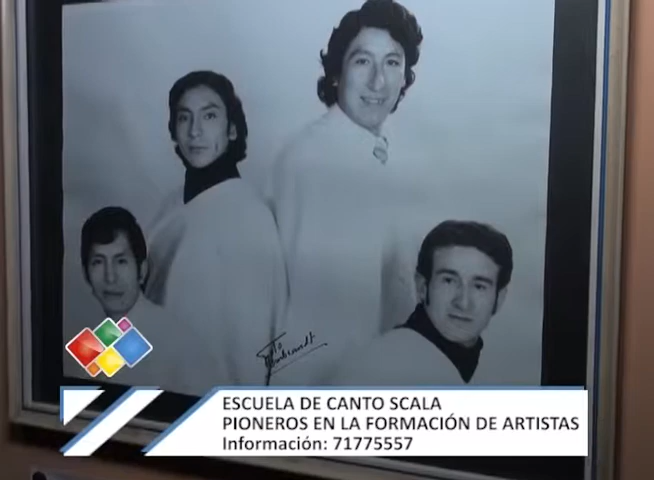 ESCUELA DE CANTO SCALA
PIONEROS EN LA FORMACIÓN DE ARTISTAS
Información: 71775557